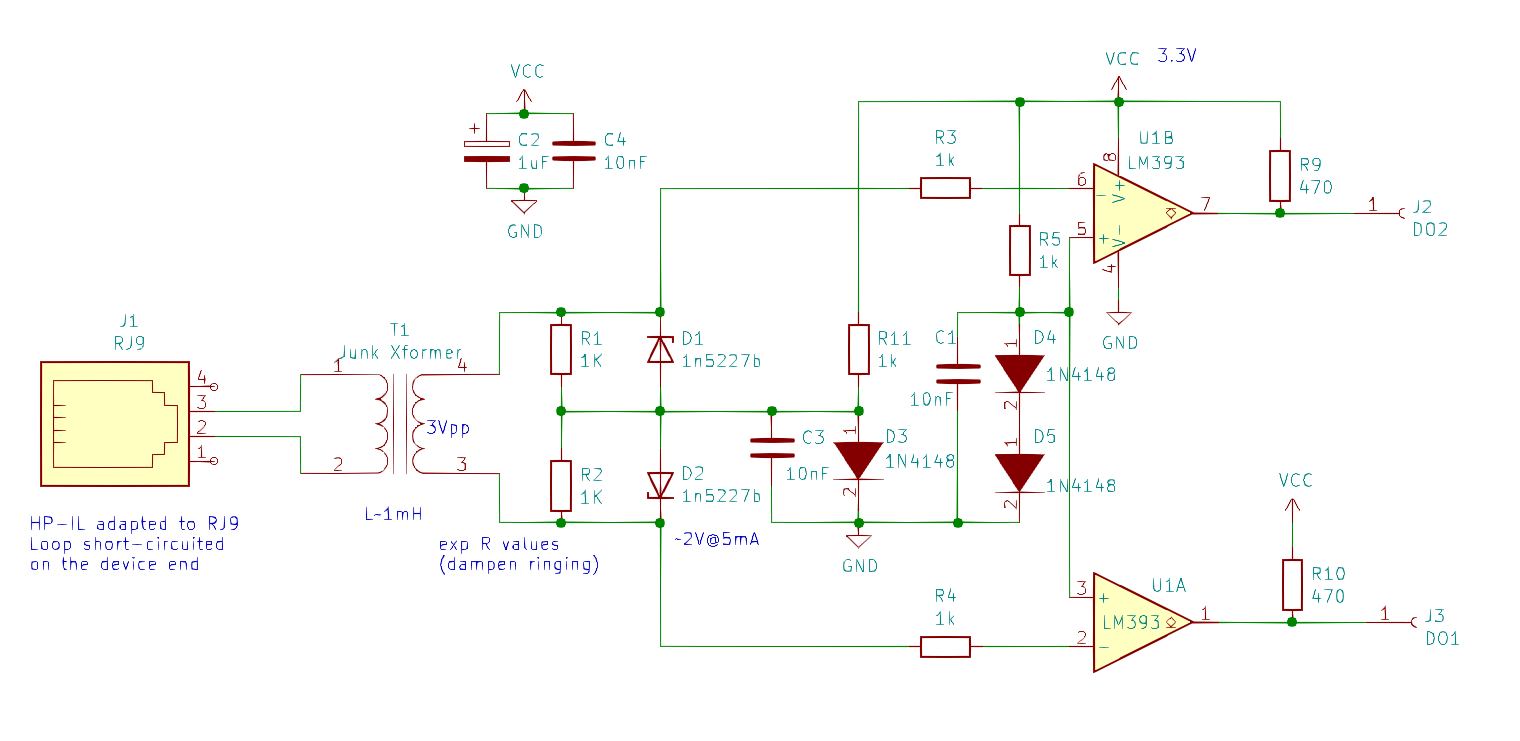 VCC
+
C2
1uF
C4
10nF
GND
VCC
3.3V
R3
1k
U1B
LM393
8
6
−
V+
5
+
V-
4
7
R9
470
1
J2
DO2
R5
1k
GND
J1
RJ9
4
3
2
1
HP-IL adapted to RJ9
Loop short-circuited
on the device end
T1
Junk Xformer
1
4
2
3
3Vpp
L~1mH
R1
1K
R2
1K
exp R values
(dampen ringing)
D1
1n5227b
D2
1n5227b
~2V@5mA
R11
1k
C3
10nF
1
D3
1N4148
2
GND
C1
10nF
1
D4
1N4148
2
1
D5
1N4148
2
R4
1k
U1A
3
+
LM393
2
−
1
VCC
R10
470
1
J3
DO1